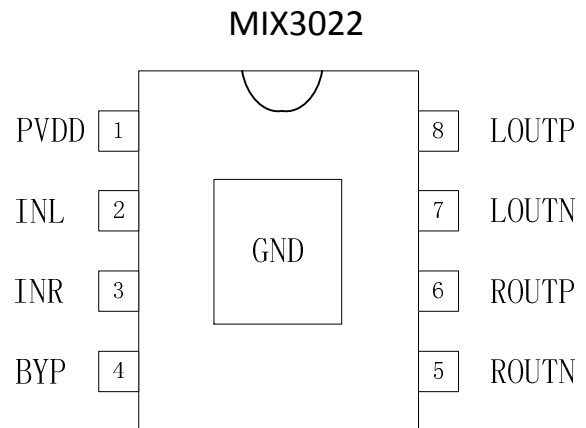 MIX3022
PVDD 1 8 LOUTP
INL 2 7 LOUTN
GND
INR 3 6 ROUTP
BYP 4 5 ROUTN